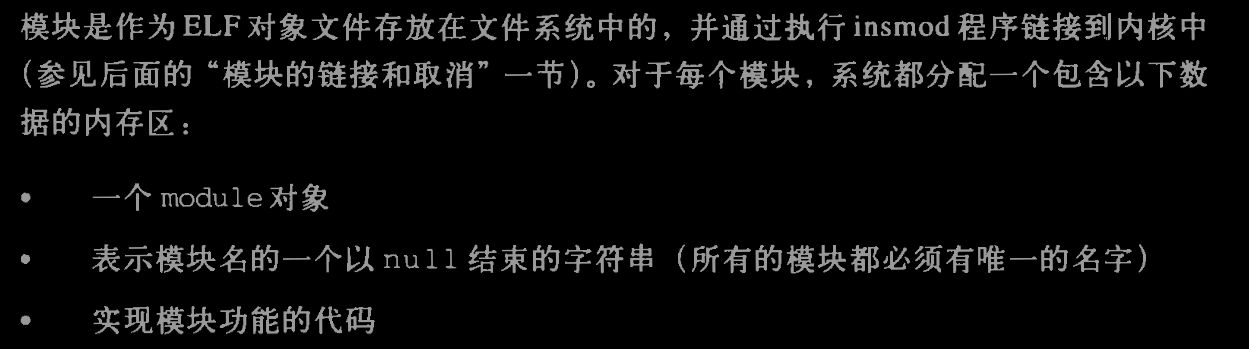 模块是作为 ELF 对象文件存放在文件系统中的，并通过执行 insmod 程序链接到内核中
（参见后面的“模块的链接和取消”一节）。对于每个模块，系统都分配一个包含以下数
据的内存区：
• 一个 module 对象
• 表示模块名的一个以 null 结束的字符串（所有的模块都必须有唯一的名字）
• 实现模块功能的代码